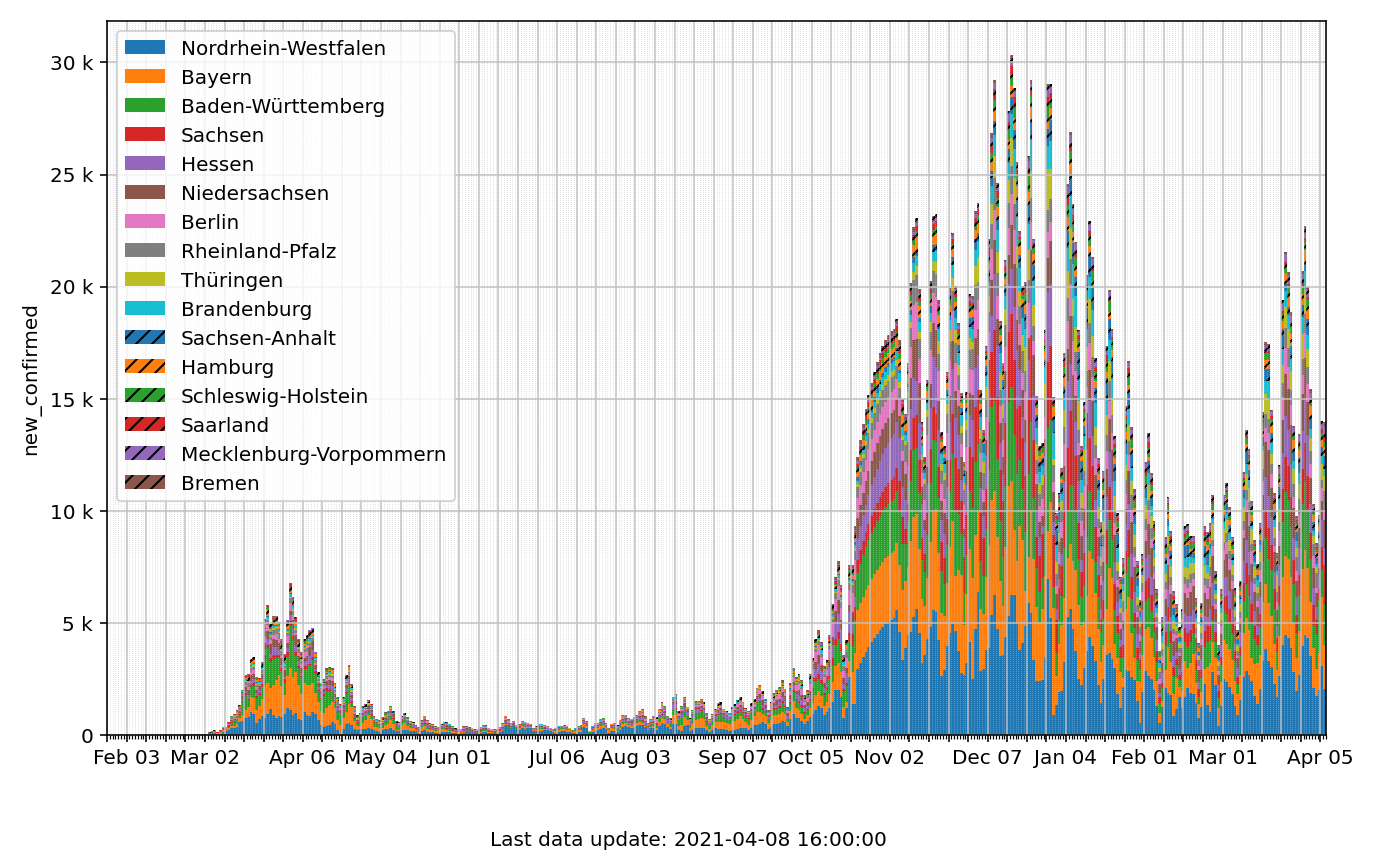 30 k
25 k
20 k
15 k
10 k
5 k
0
new_confirmed
Nordrhein-Westfalen
Bayern
Baden-Württemberg
Sachsen
Hessen
Niedersachsen
Berlin
Rheinland-Pfalz
Thüringen
Brandenburg
Sachsen-Anhalt
Hamburg
Schleswig-Holstein
Saarland
Mecklenburg-Vorpommern
Bremen
Feb 03 Mar 02 Apr 06 May 04 Jun 01 Jul 06 Aug 03 Sep 07 Oct 05 Nov 02 Dec 07 Jan 04 Feb 01 Mar 01 Apr 05
Last data update: 2021-04-08 16:00:00